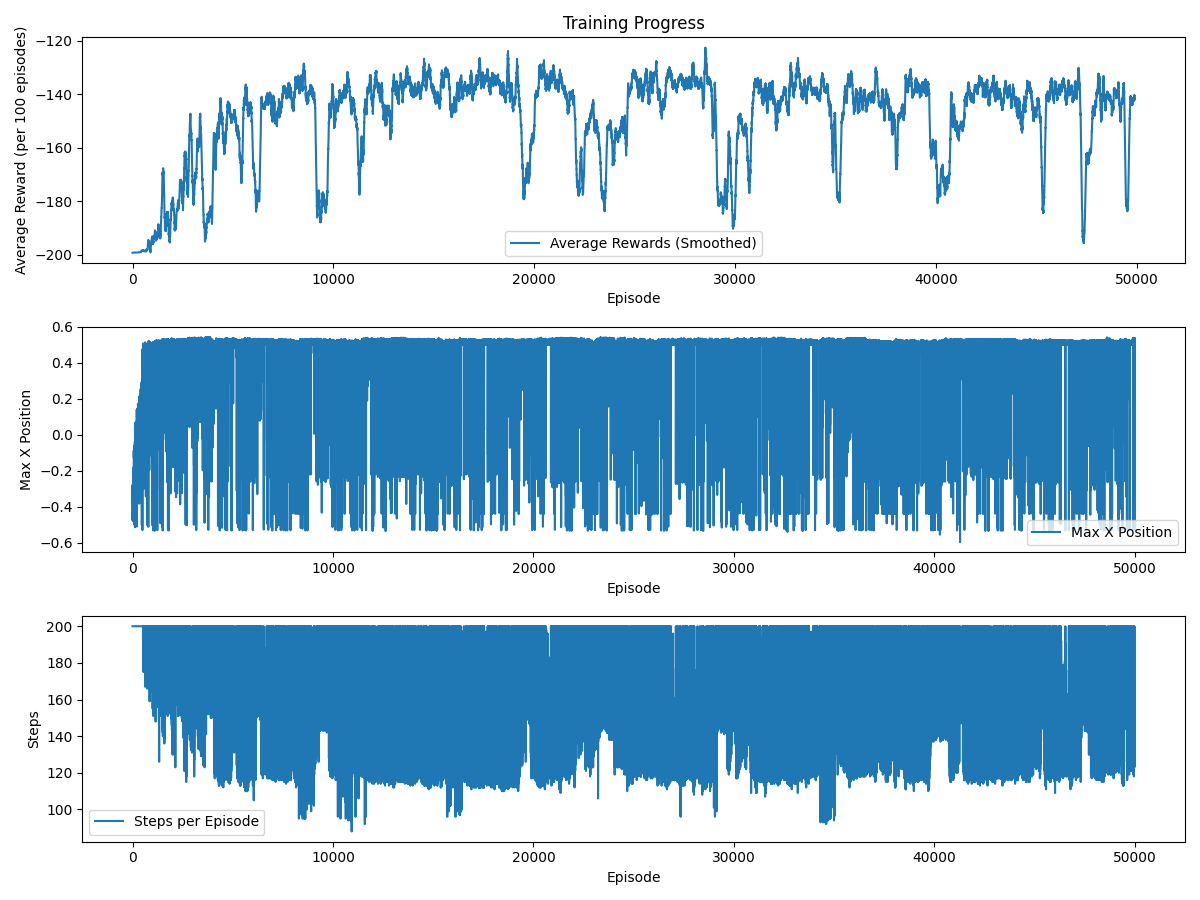 Training Progress
Average Reward (per 100 episodes)
−120
−140
−160
−180
−200
Average Rewards (Smoothed)
0 10000 20000 30000 40000 50000
Episode
Max X Position
0.6
0.4
0.2
0.0
−0.2
−0.4
−0.6
Max X Position
0 10000 20000 30000 40000 50000
Episode
Steps
200
180
160
140
120
100
Steps per Episode
0 10000 20000 30000 40000 50000
Episode